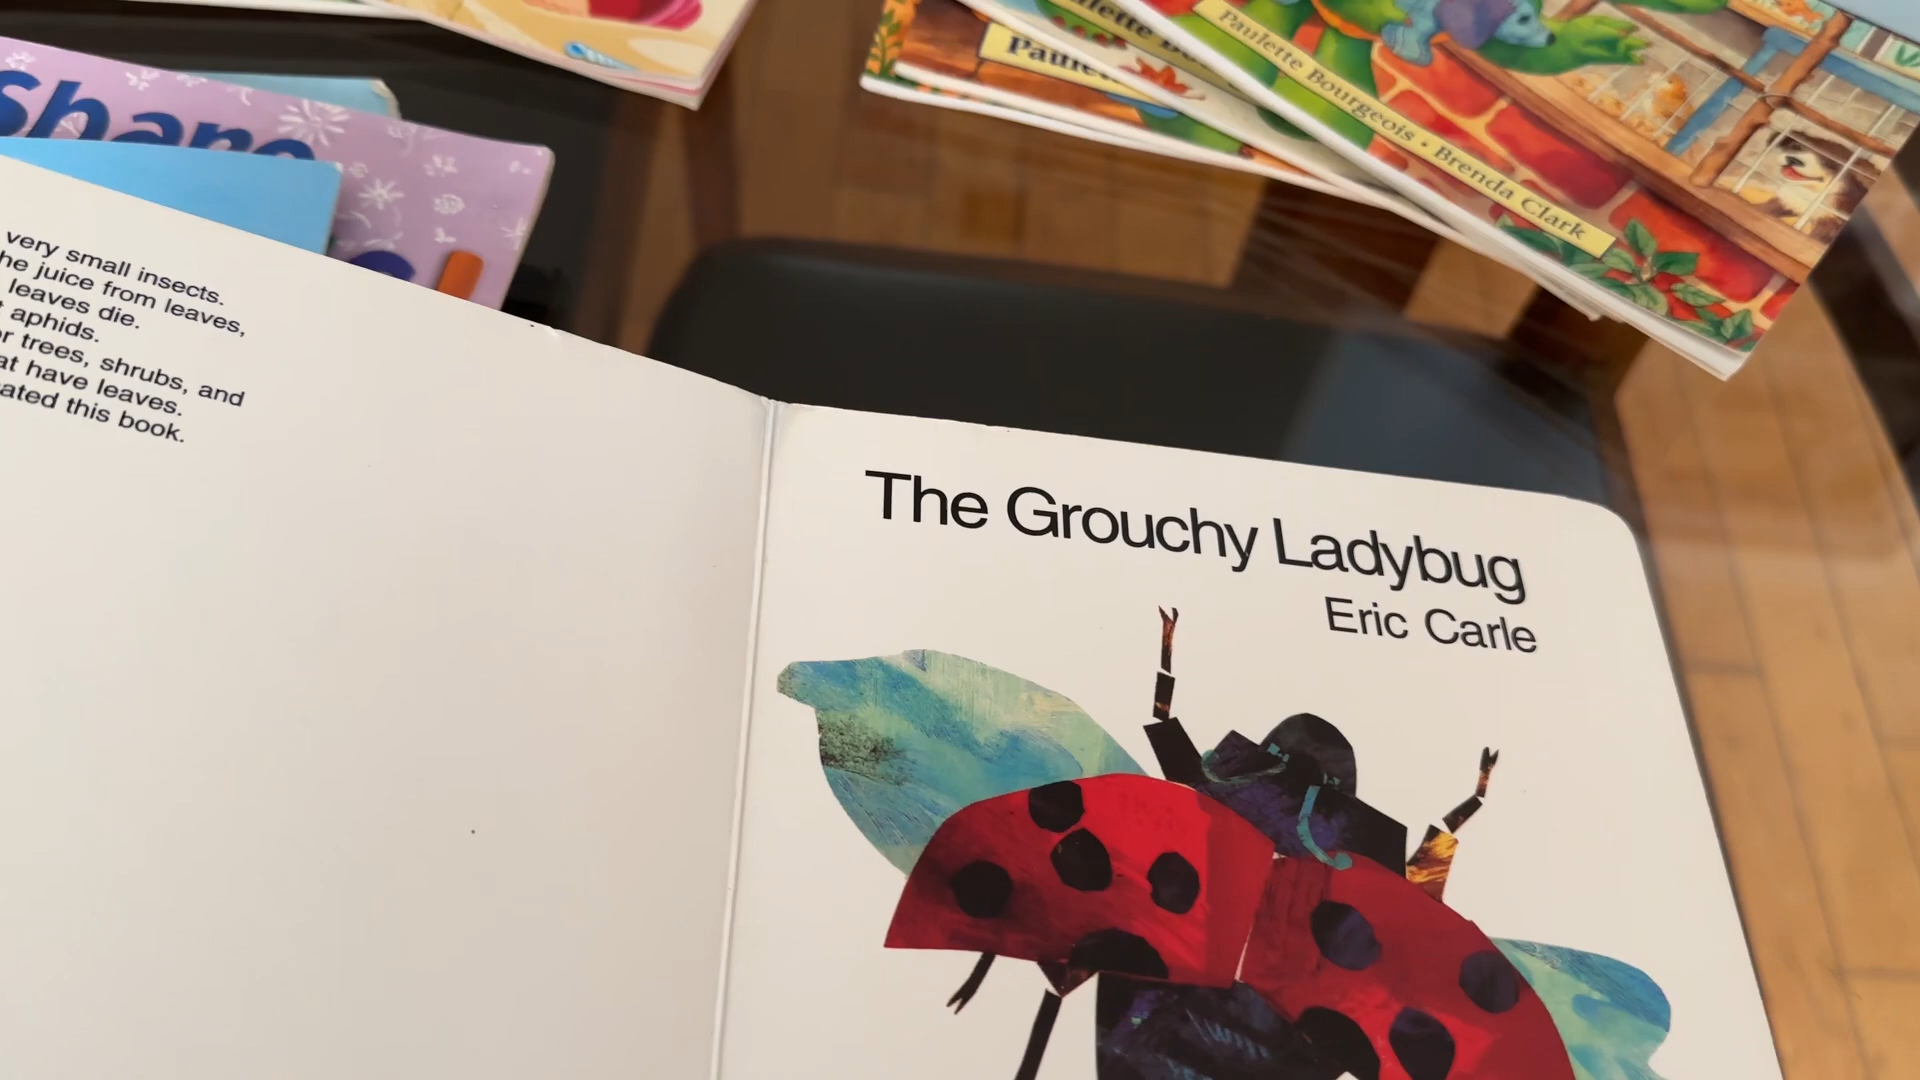 share
Paulette Bourgeois • Brenda Clark
very small insects.
he juice from leaves,
leaves die.
aphids.
r trees, shrubs, and
at have leaves.
ated this book.
The Grouchy Ladybug
Eric Carle